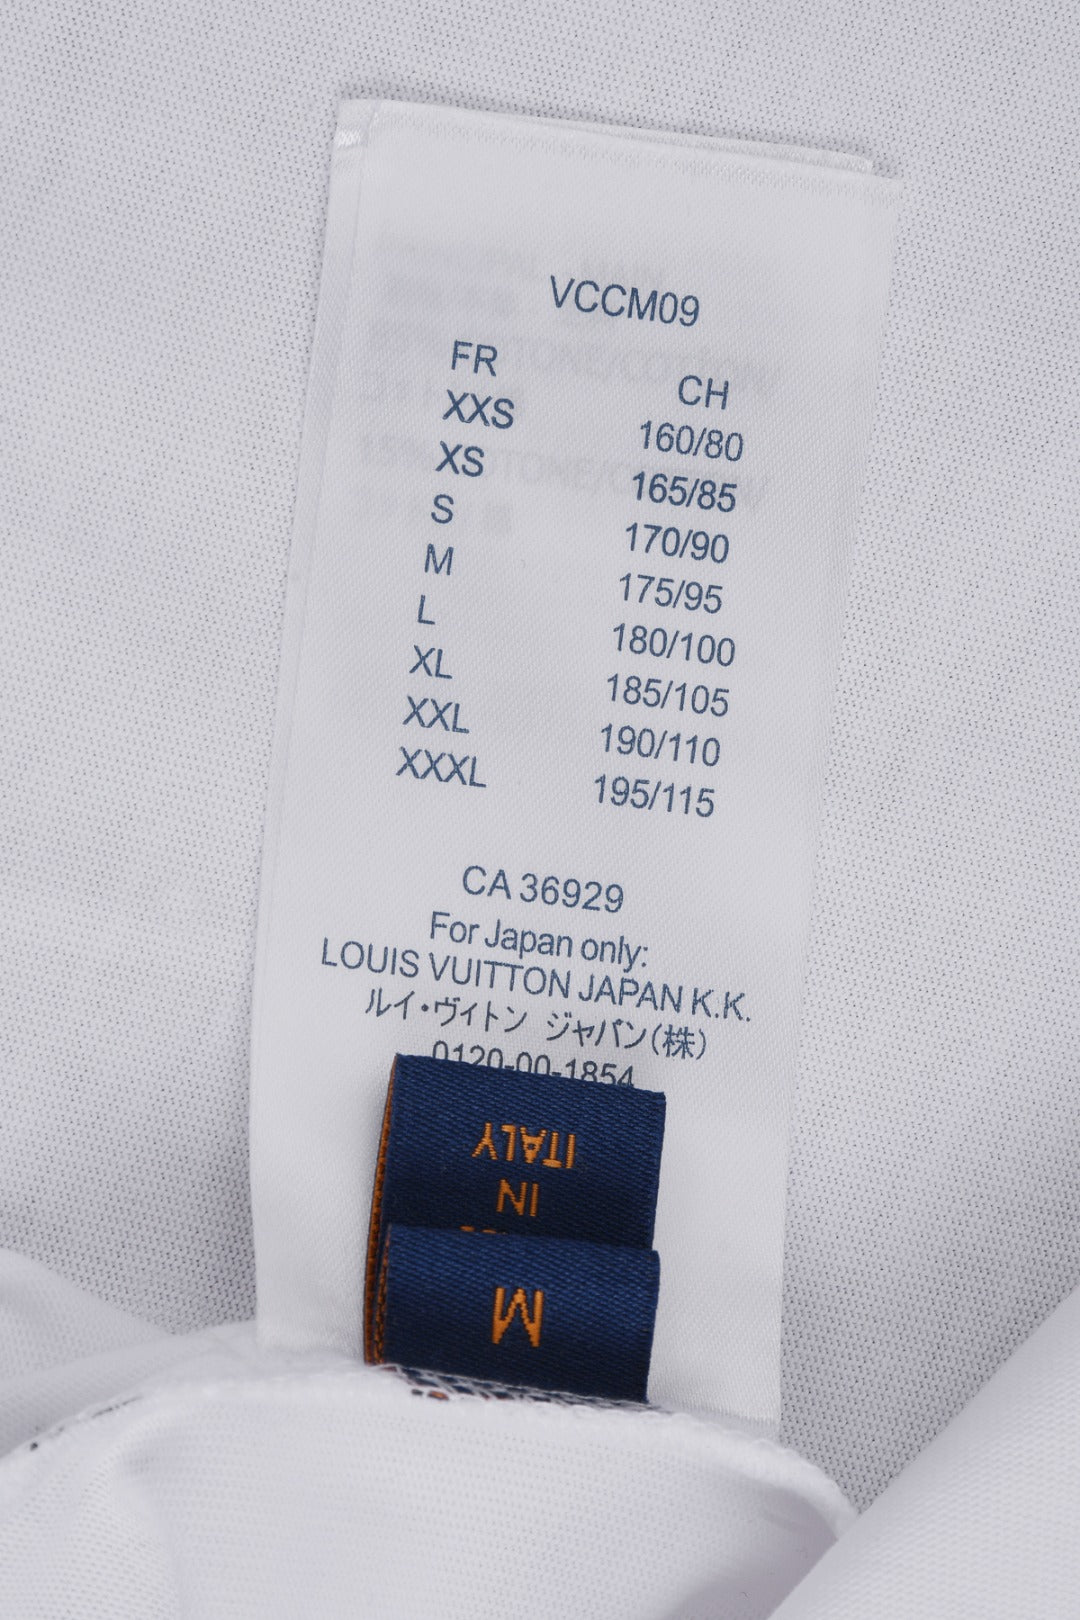 VCCM09
FR CH
XXS 160/80
XS 165/85
S 170/90
M 175/95
L 180/100
XL 185/105
XXL 190/110
XXXL 195/115
CA 36929
For Japan only:
LOUIS VUITTON JAPAN K.K.
ルイ・ヴィトン ジャパン(株)
0120-00-1854
ITALY
IN
M